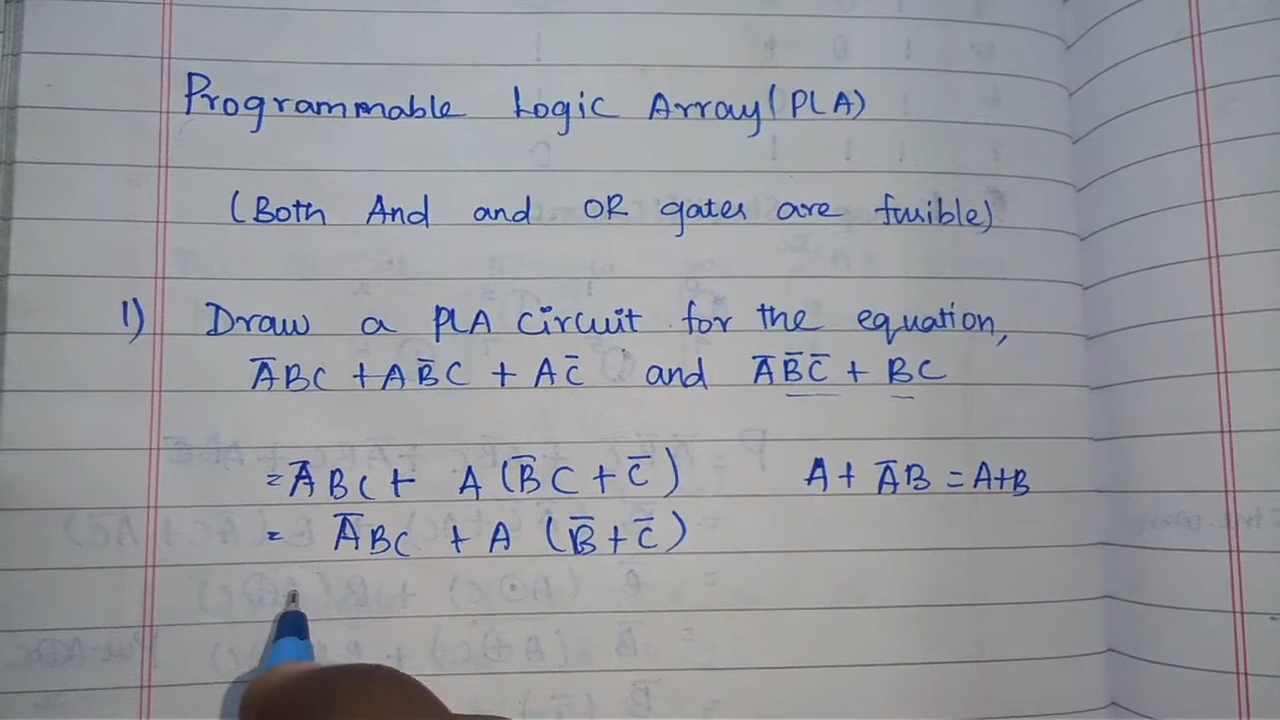 Programmable Logic Array (PLA)
(Both And and OR gates are fusible)
1) Draw a PLA circuit for the equation,
A̅BC + AB̅C + AC̅ and A̅B̅C̅ + BC
= A̅BC + A (B̅C + C̅) A + A̅B = A+B
= A̅BC + A (B̅ + C̅)